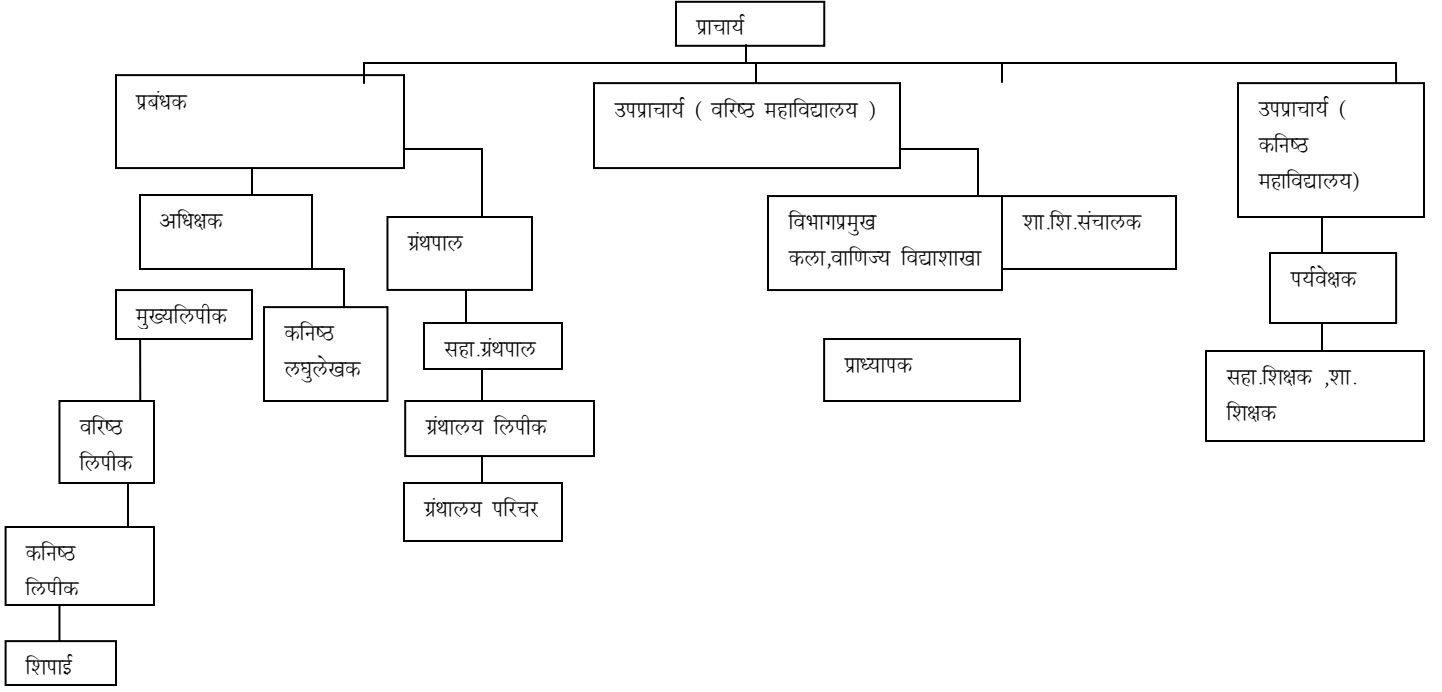 प्राचार्य
प्रबंधक
उपप्राचार्य ( वरिष्ठ महाविद्यालय )
उपप्राचार्य (
कनिष्ठ
महाविद्यालय)
अधिक्षक
ग्रंथपाल
विभागप्रमुख
कला,वाणिज्य विद्याशाखा
शा.शि.संचालक
पर्यवेक्षक
मुख्यलिपीक
कनिष्ठ
लघुलेखक
सहा.ग्रंथपाल
प्राध्यापक
सहा.शिक्षक ,शा.
शिक्षक
वरिष्ठ
लिपीक
ग्रंथालय लिपीक
ग्रंथालय परिचर
कनिष्ठ
लिपीक
शिपाई